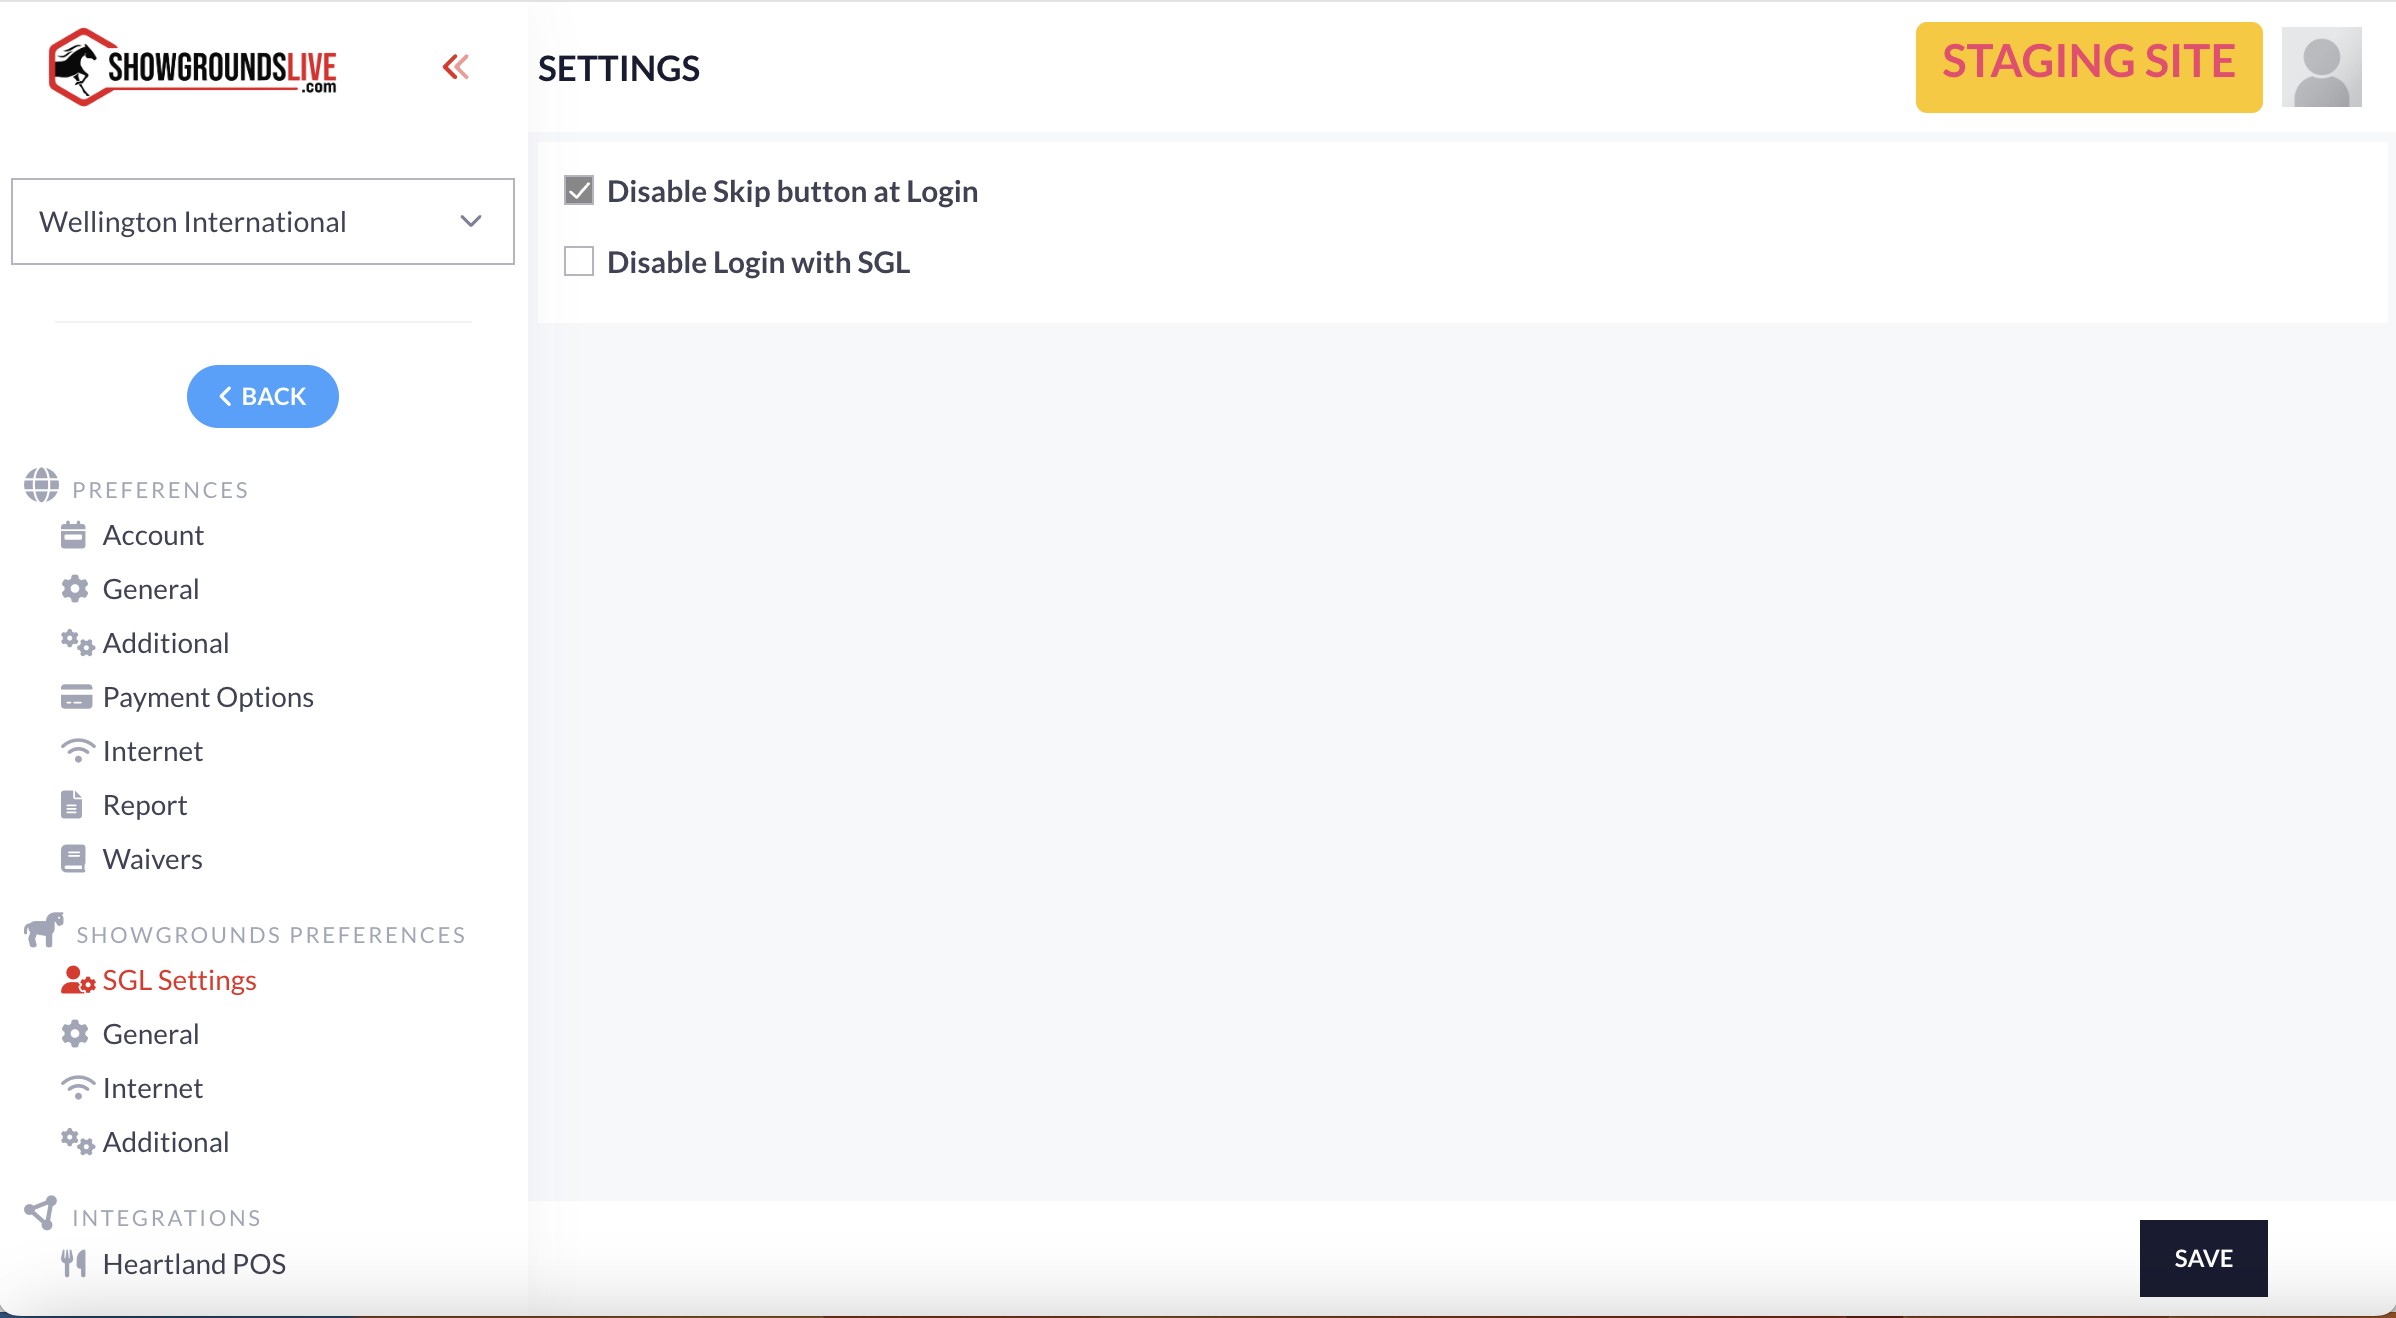 SHOWGROUNDSLIVE
.com
SETTINGS
STAGING SITE
Wellington International
Disable Skip button at Login
Disable Login with SGL
BACK
PREFERENCES
Account
General
Additional
Payment Options
Internet
Report
Waivers
SHOWGROUNDS PREFERENCES
SGL Settings
General
Internet
Additional
INTEGRATIONS
Heartland POS
SAVE